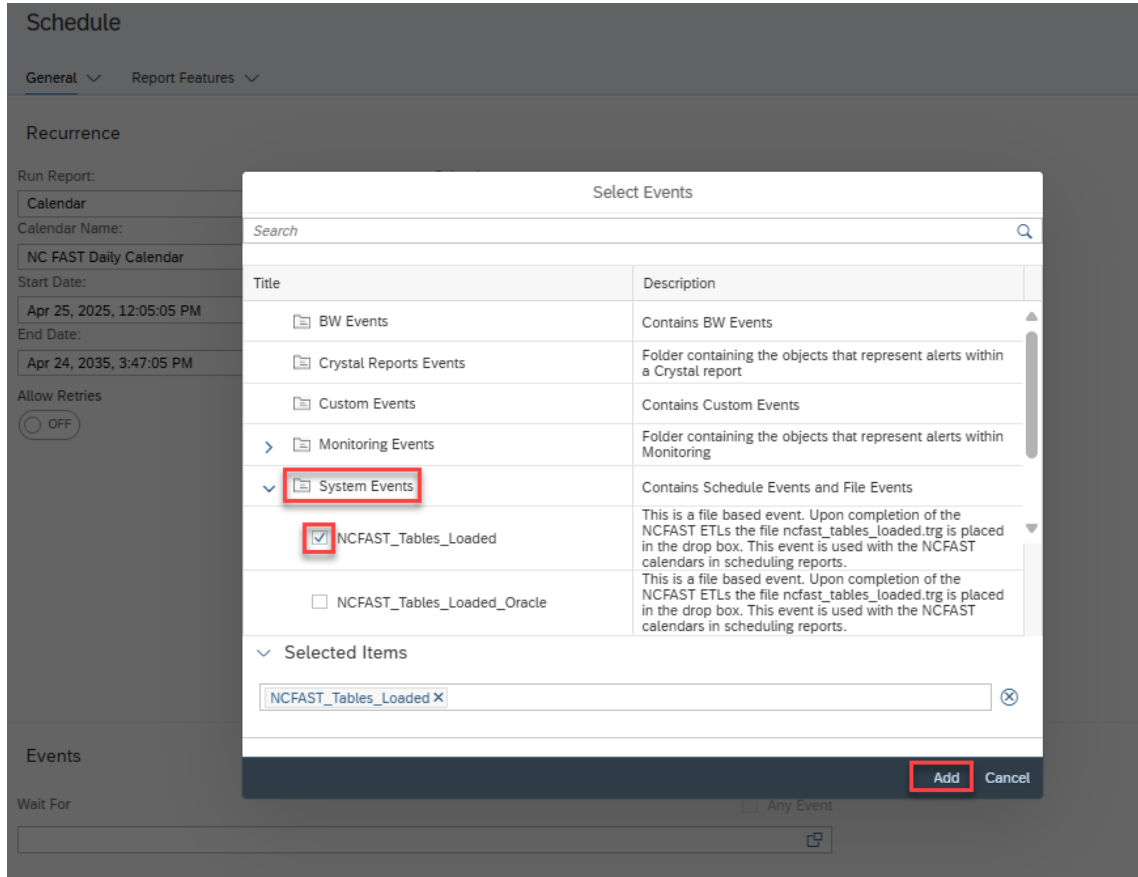 Schedule
General Report Features
Recurrence
Run Report:
Calendar
Calendar Name:
NC FAST Daily Calendar
Start Date:
Apr 25, 2025, 12:05:05 PM
End Date:
Apr 24, 2035, 3:47:05 PM
Allow Retries
OFF
Select Events
Search
Title Description
BW Events Contains BW Events
Crystal Reports Events Folder containing the objects that represent alerts within
a Crystal report
Custom Events Contains Custom Events
Monitoring Events Folder containing the objects that represent alerts within
Monitoring
System Events Contains Schedule Events and File Events
NCFAST_Tables_Loaded This is a file based event. Upon completion of the
NCFAST ETLs the file ncfast_tables_loaded.trg is placed
in the drop box. This event is used with the NCFAST
calendars in scheduling reports.
NCFAST_Tables_Loaded_Oracle This is a file based event. Upon completion of the
NCFAST ETLs the file ncfast_tables_loaded.trg is placed
in the drop box. This event is used with the NCFAST
calendars in scheduling reports.
Selected Items
NCFAST_Tables_Loaded
Add Cancel
Events
Wait For Any Event